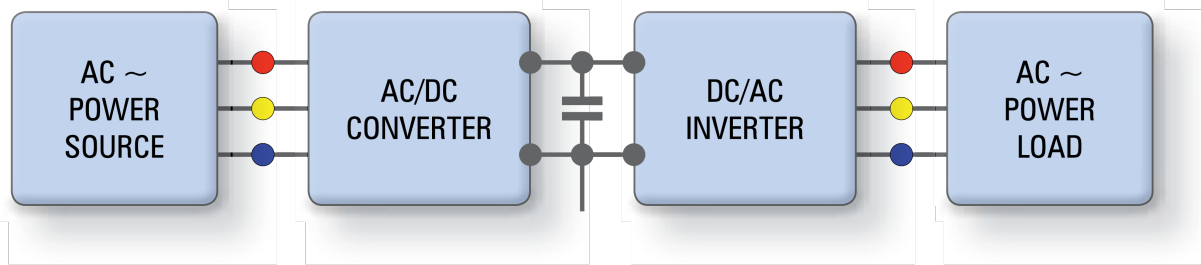 AC ~
POWER
SOURCE
AC/DC
CONVERTER
DC/AC
INVERTER
AC ~
POWER
LOAD